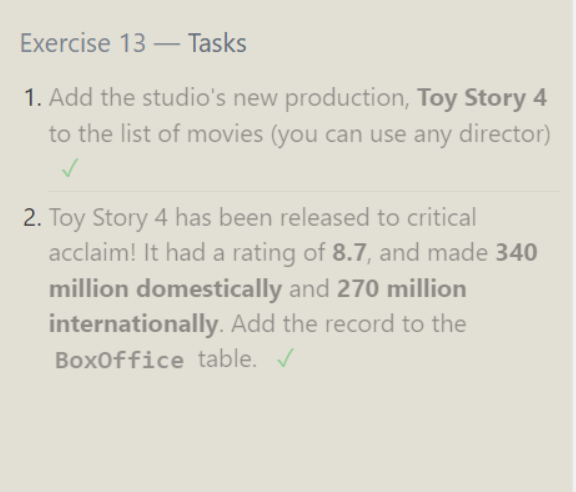 Exercise 13 — Tasks
1. Add the studio's new production, Toy Story 4
to the list of movies (you can use any director)
✓
2. Toy Story 4 has been released to critical
acclaim! It had a rating of 8.7, and made 340
million domestically and 270 million
internationally. Add the record to the
BoxOffice table. ✓